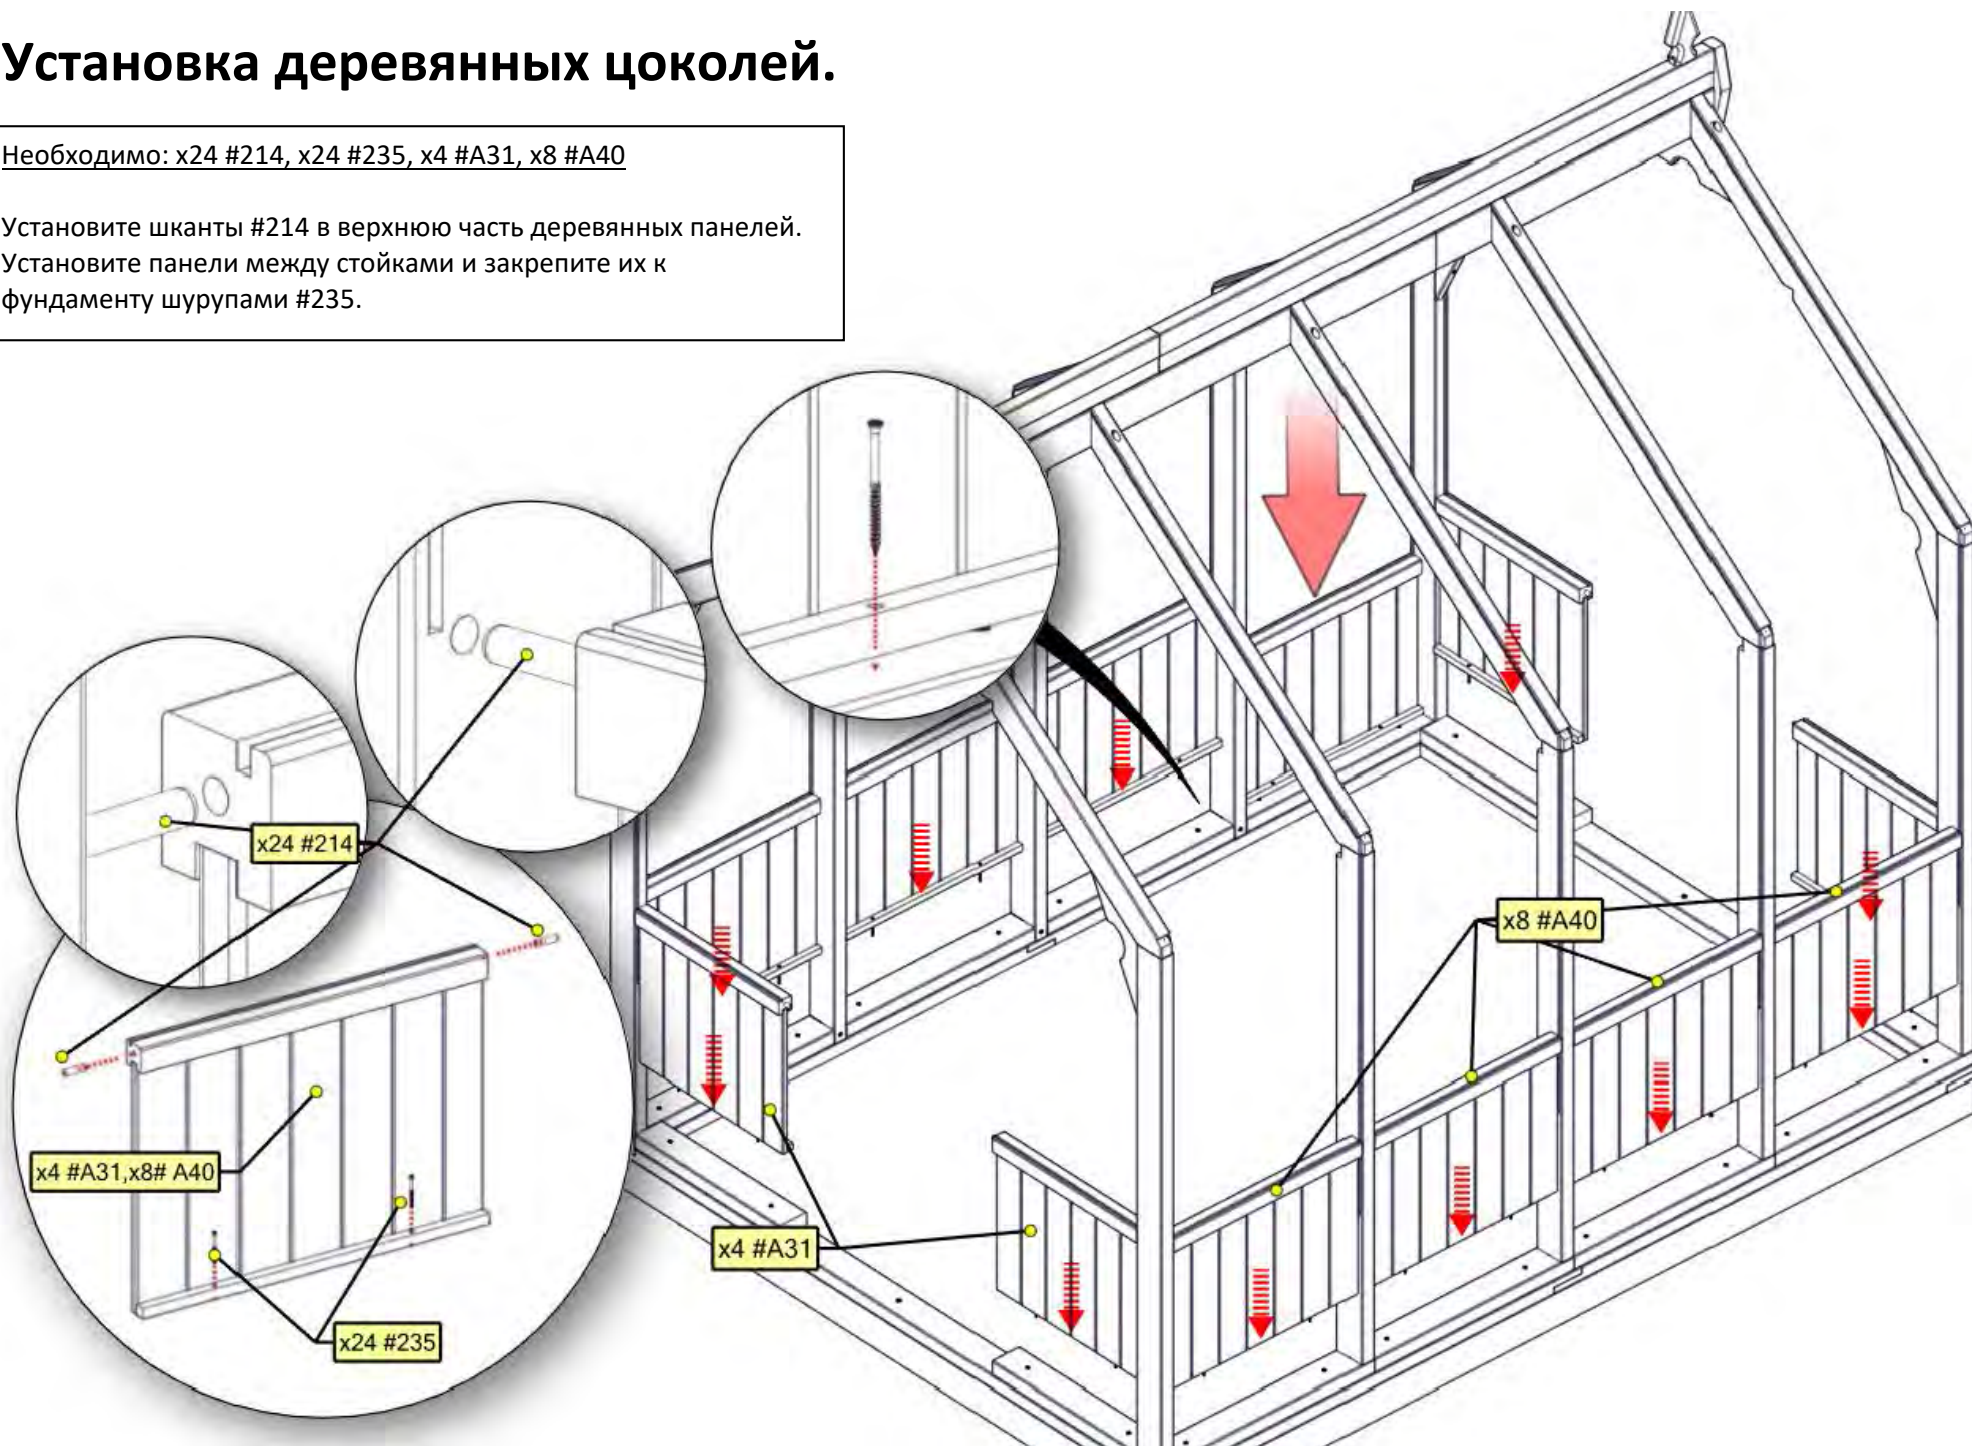 Установка деревянных цоколей.
Необходимо: x24 #214, x24 #235, x4 #A31, x8 #A40
Установите шканты #214 в верхнюю часть деревянных панелей.
Установите панели между стойками и закрепите их к
фундаменту шурупами #235.
x24 #214
x8 #A40
x4 #A31,x8# A40
x4 #A31
x24 #235